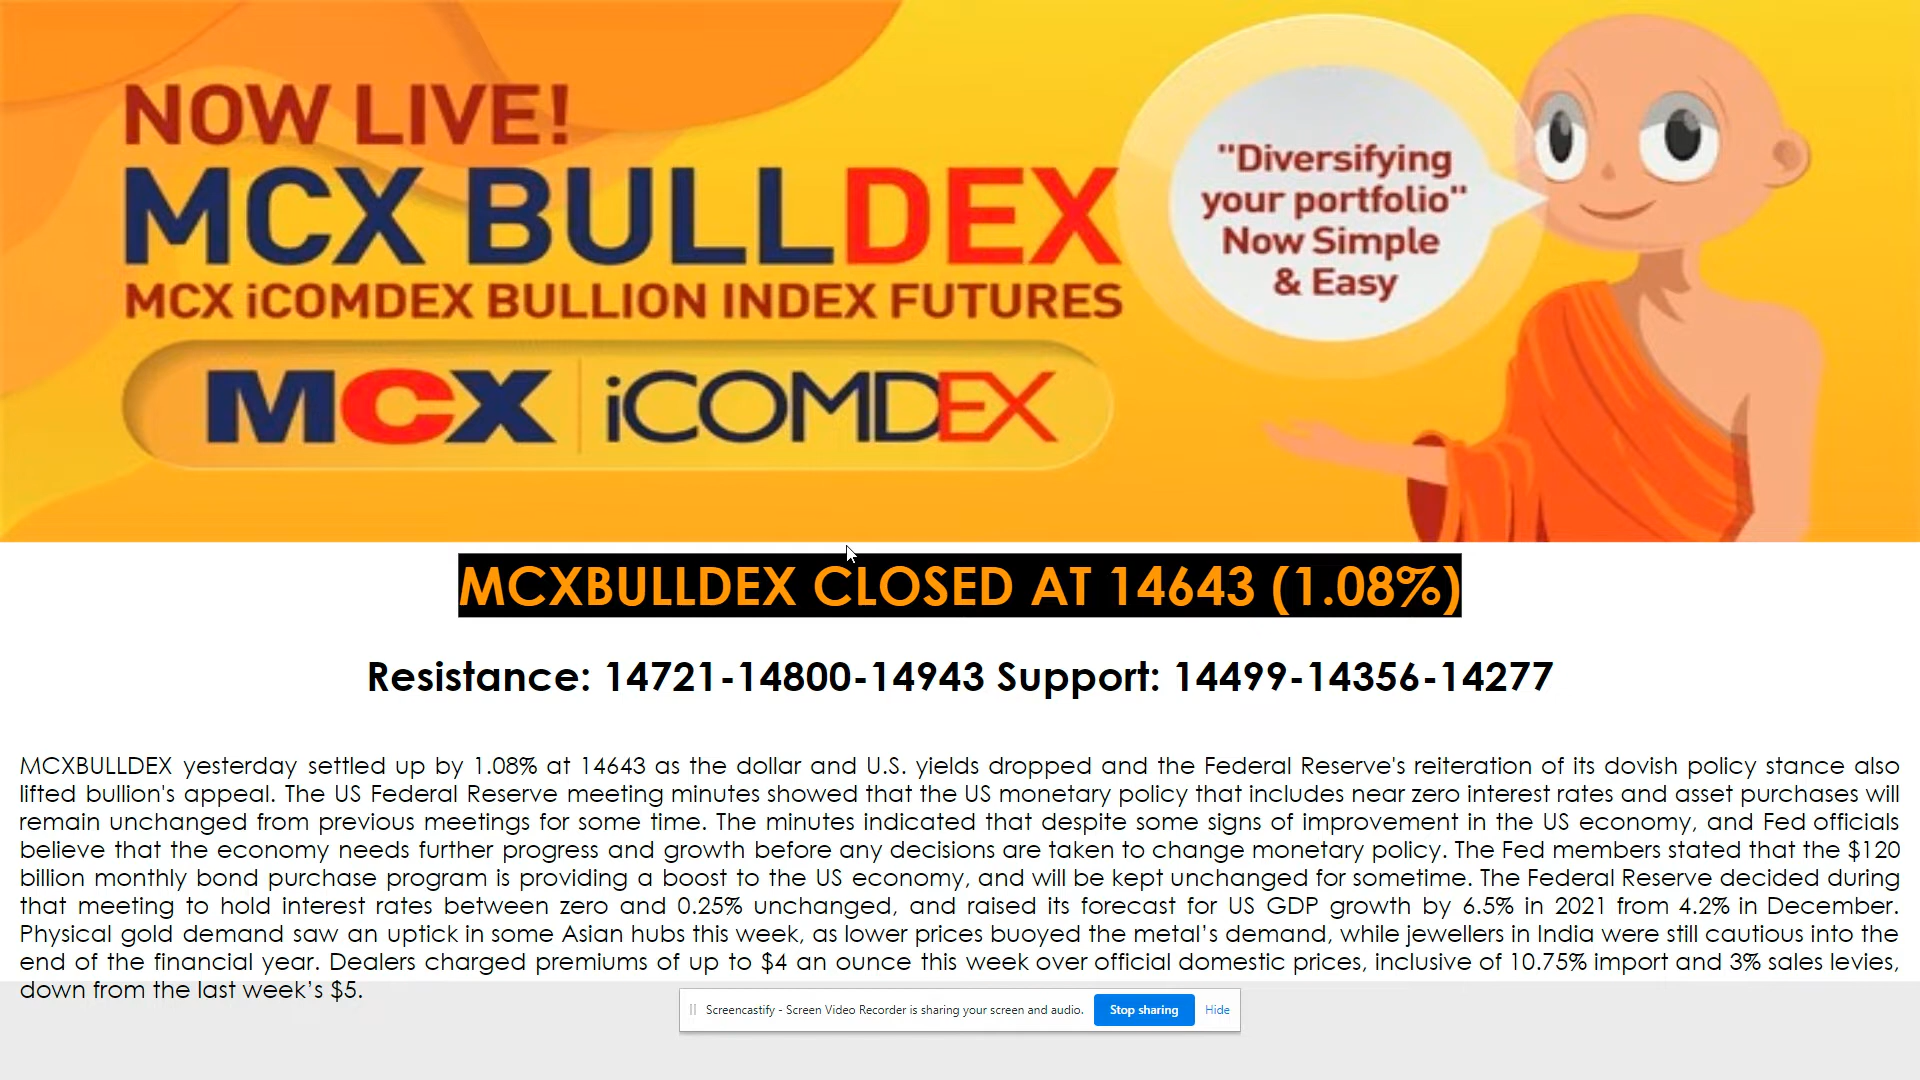 NOW LIVE!
MCX BULLDEX
MCX iCOMDEX BULLION INDEX FUTURES
MCX iCOMDEX
"Diversifying
your portfolio"
Now Simple
& Easy
MCXBULLDEX CLOSED AT 14643 (1.08%)
Resistance: 14721-14800-14943 Support: 14499-14356-14277
MCXBULLDEX yesterday settled up by 1.08% at 14643 as the dollar and U.S. yields dropped and the Federal Reserve's reiteration of its dovish policy stance also
lifted bullion's appeal. The US Federal Reserve meeting minutes showed that the US monetary policy that includes near zero interest rates and asset purchases will
remain unchanged from previous meetings for some time. The minutes indicated that despite some signs of improvement in the US economy, and Fed officials
believe that the economy needs further progress and growth before any decisions are taken to change monetary policy. The Fed members stated that the $120
billion monthly bond purchase program is providing a boost to the US economy, and will be kept unchanged for sometime. The Federal Reserve decided during
that meeting to hold interest rates between zero and 0.25% unchanged, and raised its forecast for US GDP growth by 6.5% in 2021 from 4.2% in December.
Physical gold demand saw an uptick in some Asian hubs this week, as lower prices buoyed the metal’s demand, while jewellers in India were still cautious into the
end of the financial year. Dealers charged premiums of up to $4 an ounce this week over official domestic prices, inclusive of 10.75% import and 3% sales levies,
down from the last week’s $5.
Screencastify - Screen Video Recorder is sharing your screen and audio. Stop sharing Hide